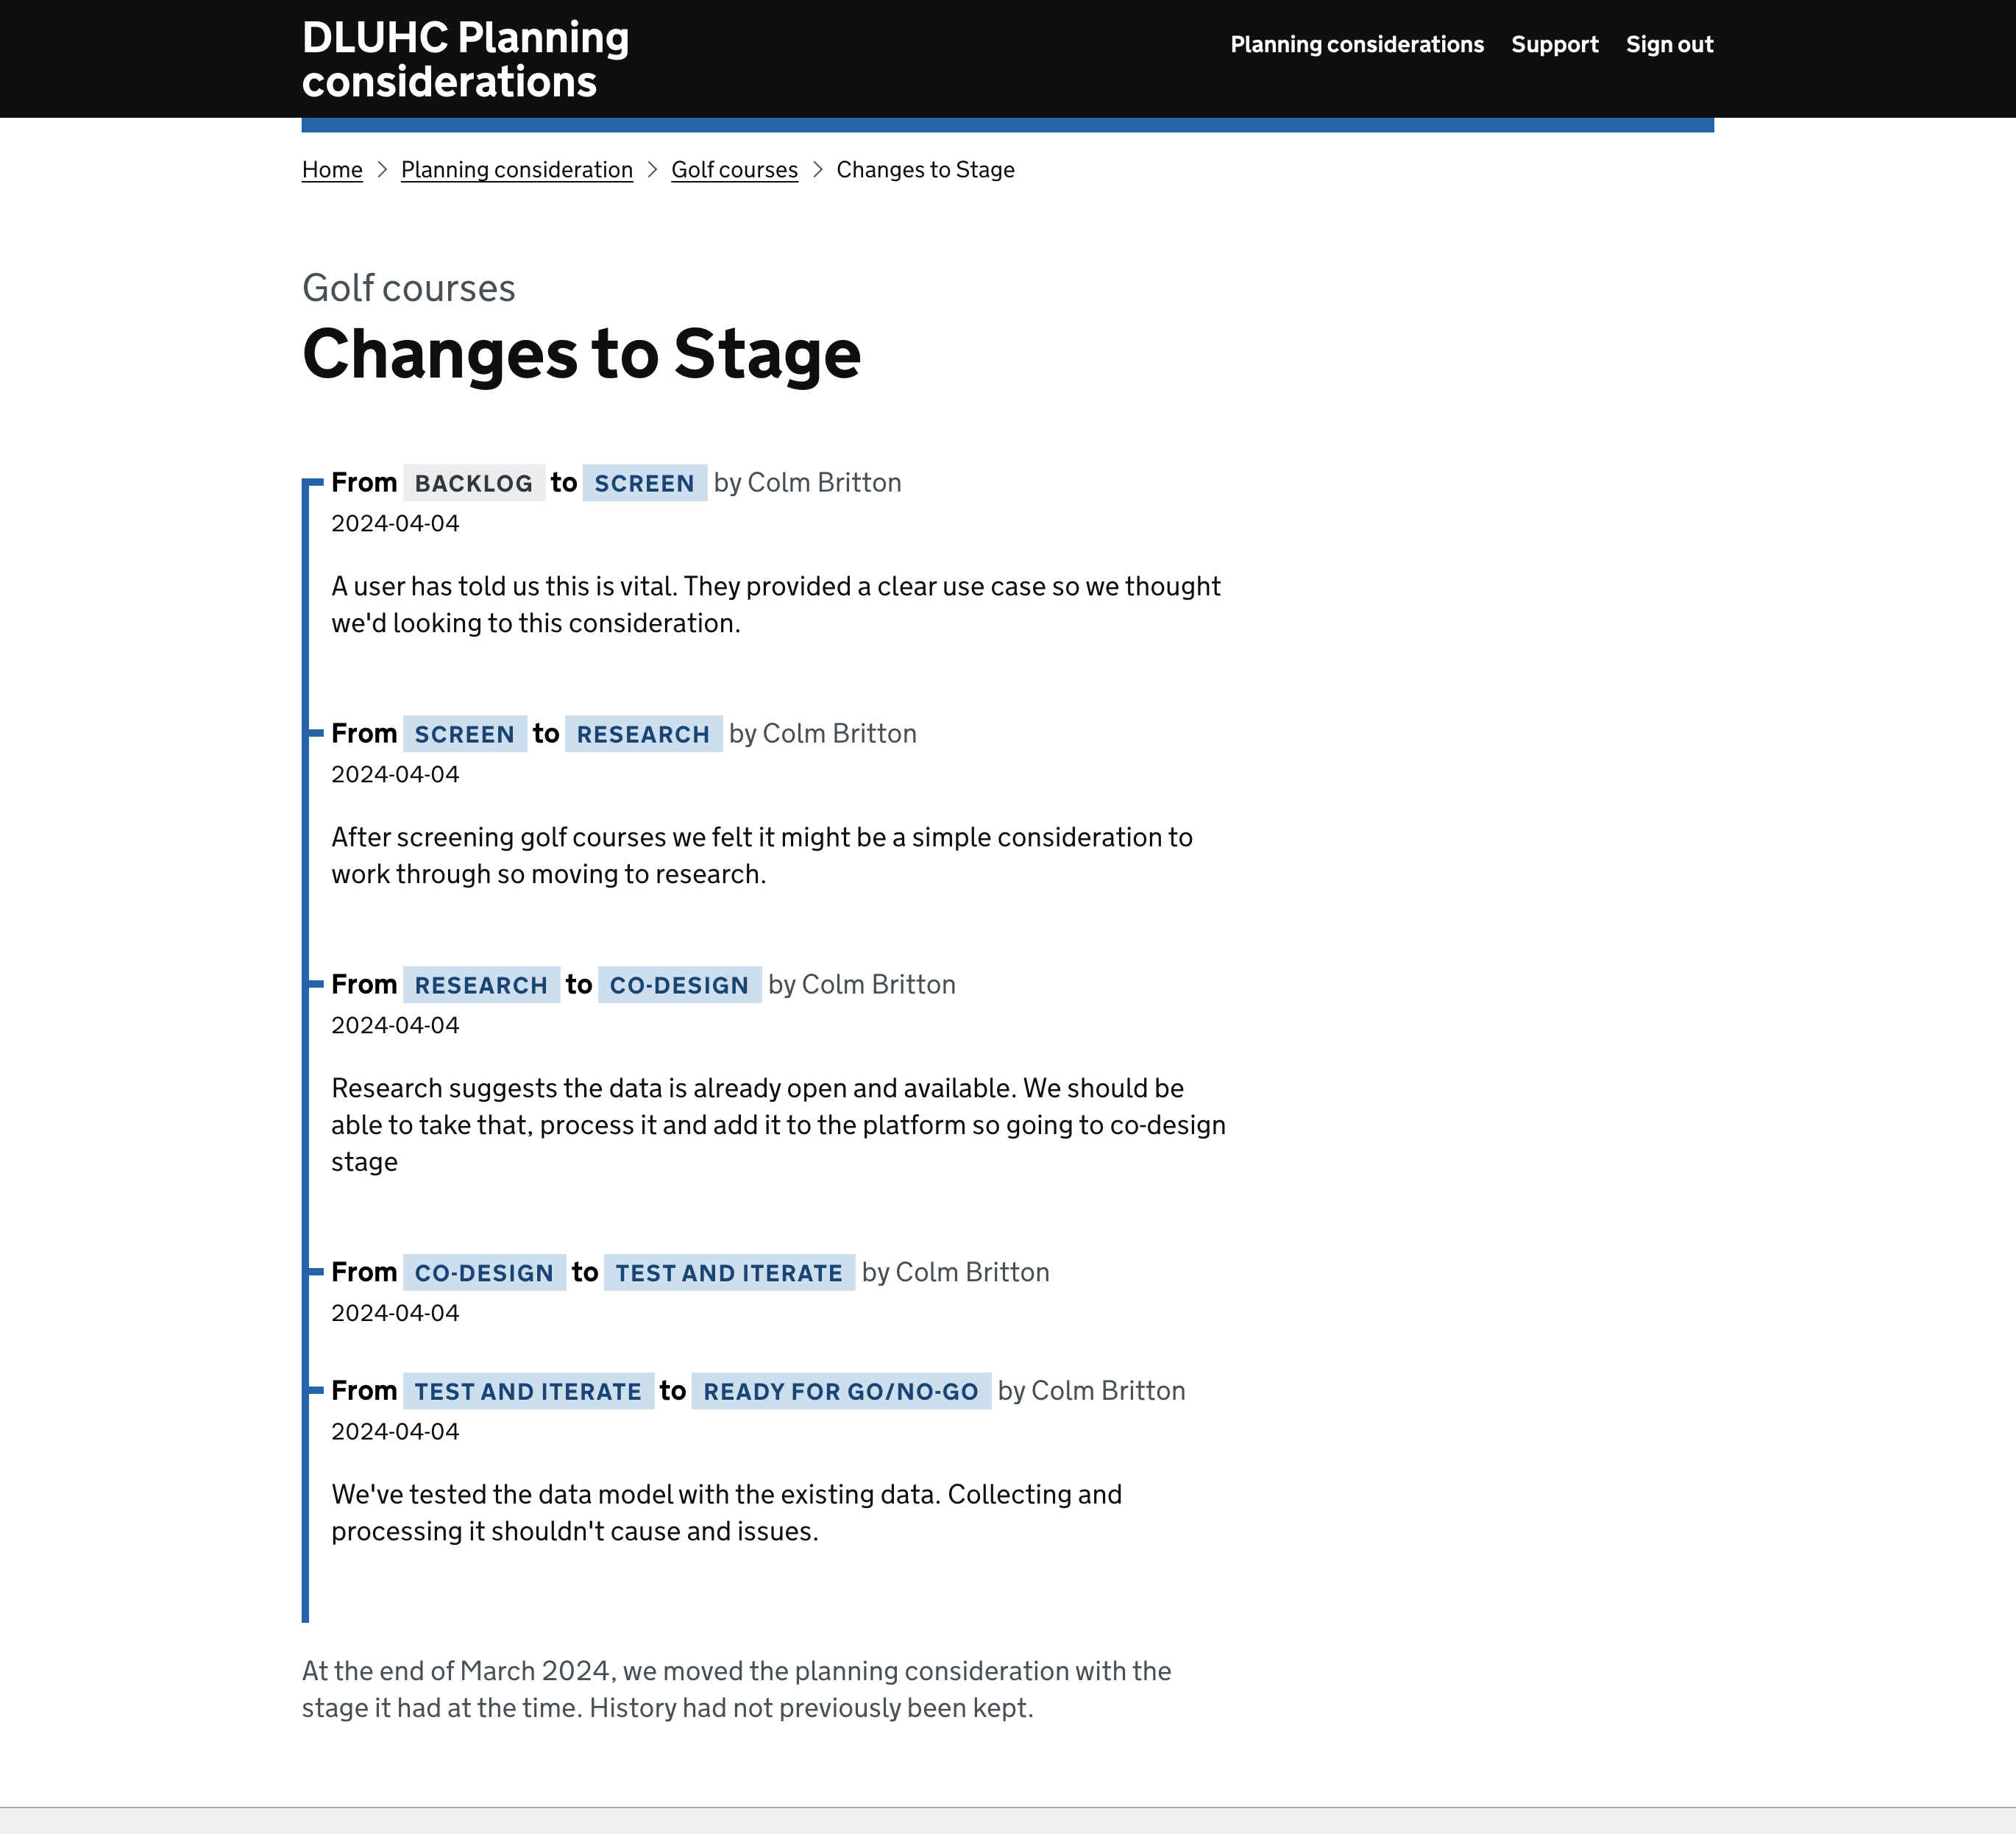 DLUHC Planning
considerations
Planning considerations Support Sign out
Home > Planning consideration > Golf courses > Changes to Stage
Golf courses
Changes to Stage
From BACKLOG to SCREEN by Colm Britton
2024-04-04
A user has told us this is vital. They provided a clear use case so we thought
we'd looking to this consideration.
From SCREEN to RESEARCH by Colm Britton
2024-04-04
After screening golf courses we felt it might be a simple consideration to
work through so moving to research.
From RESEARCH to CO-DESIGN by Colm Britton
2024-04-04
Research suggests the data is already open and available. We should be
able to take that, process it and add it to the platform so going to co-design
stage
From CO-DESIGN to TEST AND ITERATE by Colm Britton
2024-04-04
From TEST AND ITERATE to READY FOR GO/NO-GO by Colm Britton
2024-04-04
We've tested the data model with the existing data. Collecting and
processing it shouldn't cause and issues.
At the end of March 2024, we moved the planning consideration with the
stage it had at the time. History had not previously been kept.